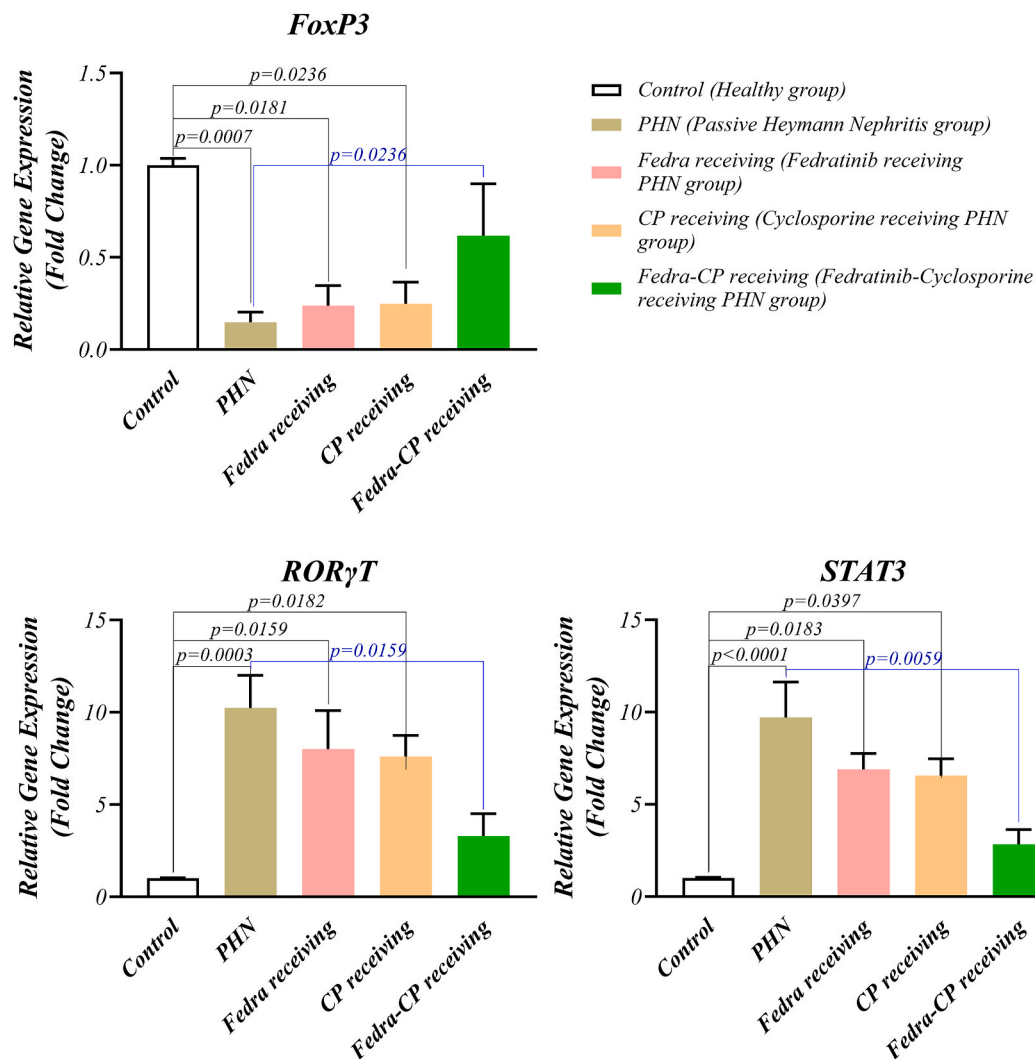 FoxP3
Relative Gene Expression
(Fold Change)
1.5
1.0
0.5
0.0
p=0.0236
p=0.0181
p=0.0007
p=0.0236
Control
PHN
Fedra receiving
CP receiving
Fedra-CP receiving
Control (Healthy group)
PHN (Passive Heymann Nephritis group)
Fedra receiving (Fedratinib receiving
PHN group)
CP receiving (Cyclosporine receiving PHN
group)
Fedra-CP receiving (Fedratinib-Cyclosporine
receiving PHN group)
RORγT
Relative Gene Expression
(Fold Change)
15
10
5
0
p=0.0182
p=0.0159
p=0.0003
p=0.0159
Control
PHN
Fedra receiving
CP receiving
Fedra-CP receiving
STAT3
Relative Gene Expression
(Fold Change)
15
10
5
0
p=0.0397
p=0.0183
p<0.0001
p=0.0059
Control
PHN
Fedra receiving
CP receiving
Fedra-CP receiving